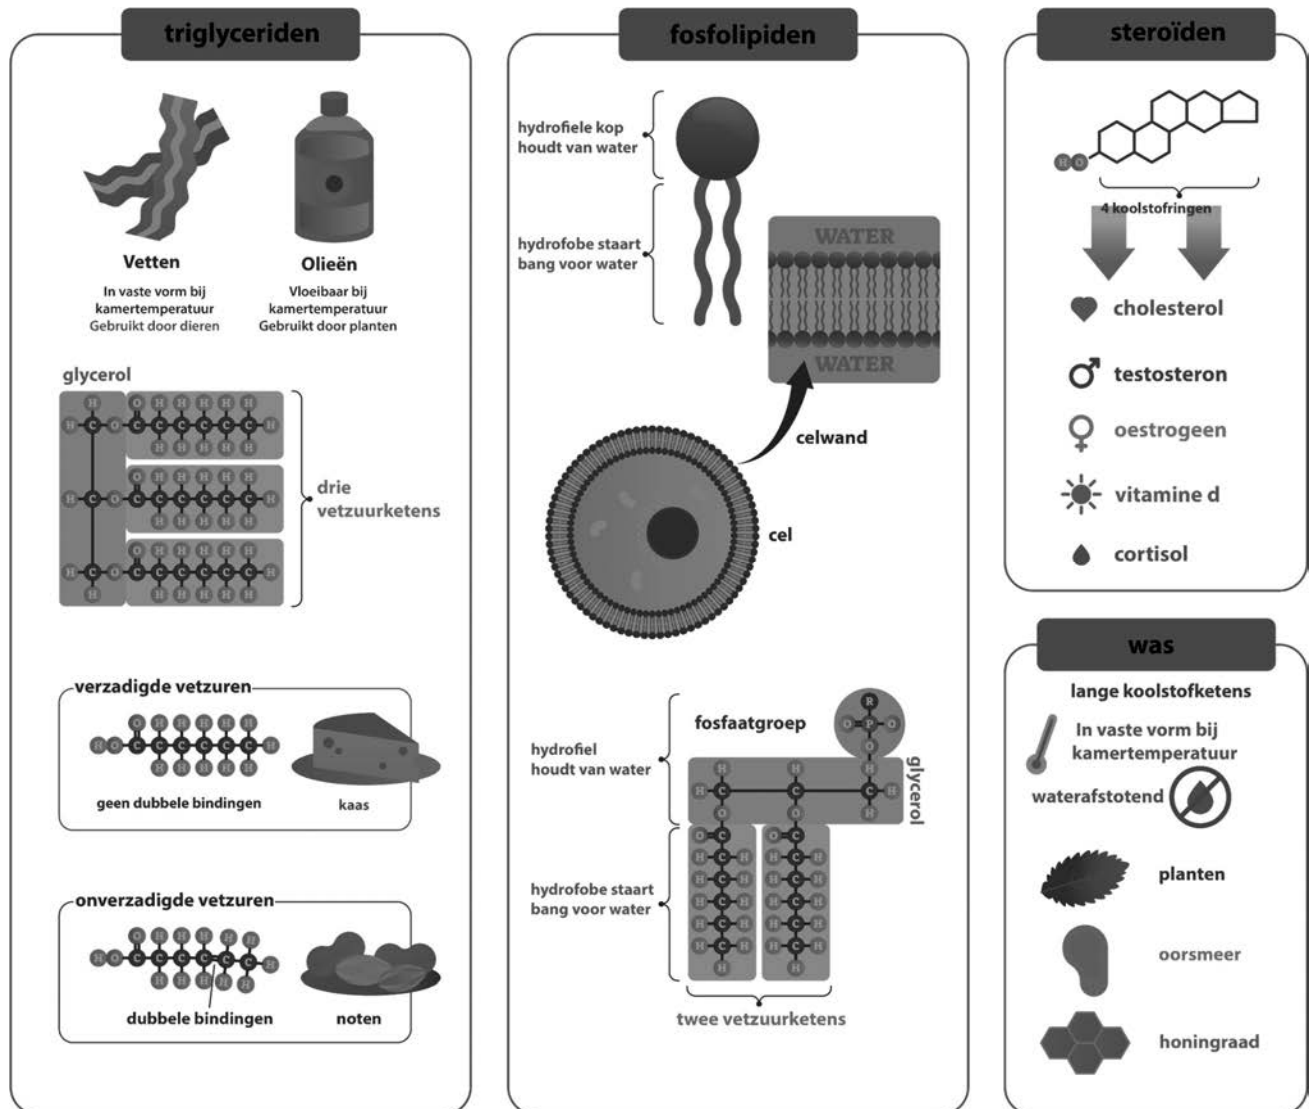 triglyceriden
Vetten
In vaste vorm bij
kamertemperatuur
Gebruikt door dieren
Olieën
Vloeibaar bij
kamertemperatuur
Gebruikt door planten
glycerol
H O H H H H H
H C O C C C C C C H
H H H H H
O H H H H H
H C O C C C C C C H
H H H H H
O H H H H H
H C O C C C C C C H
H H H H H H
drie
vetzuurketens
verzadigde vetzuren
O H H H H H
H O C C C C C C H
H H H H H
geen dubbele bindingen
kaas
onverzadigde vetzuren
O H H H H H
H O C C C C C C H
H H H H H
dubbele bindingen
noten
fosfolipiden
hydrofiele kop
houdt van water
hydrofobe staart
bang voor water
WATER
WATER
celwand
cel
hydrofiel
houdt van water
fosfaatgroep
R
O P O
O
H H H
H C C C H
O O H
glycerol
hydrofobe staart
bang voor water
O C O C
H C H H C H
H C H H C H
H C H H C H
H C H H C H
H C H H C H
H H
twee vetzuurketens
steroïden
H O
4 koolstofringen
cholesterol
testosteron
oestrogeen
vitamine d
cortisol
was
lange koolstofketens
In vaste vorm bij
kamertemperatuur
waterafstotend
planten
oorsmeer
honingraad